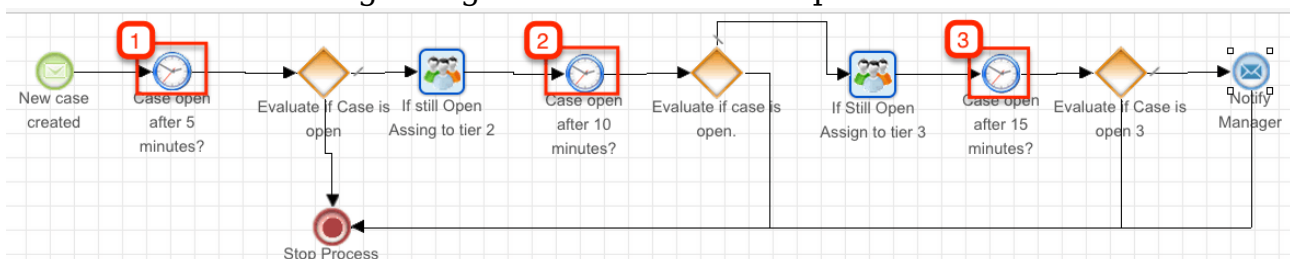 1
2
3
New case
created
Case open
after 5
minutes?
Evaluate if Case is
open
If still Open
Assing to tier 2
Case open
after 10
minutes?
Evaluate if case is
open.
If Still Open
Assign to tier 3
Case open
after 15
minutes?
Evaluate if Case is
open 3
Notify
Manager
Stop Process